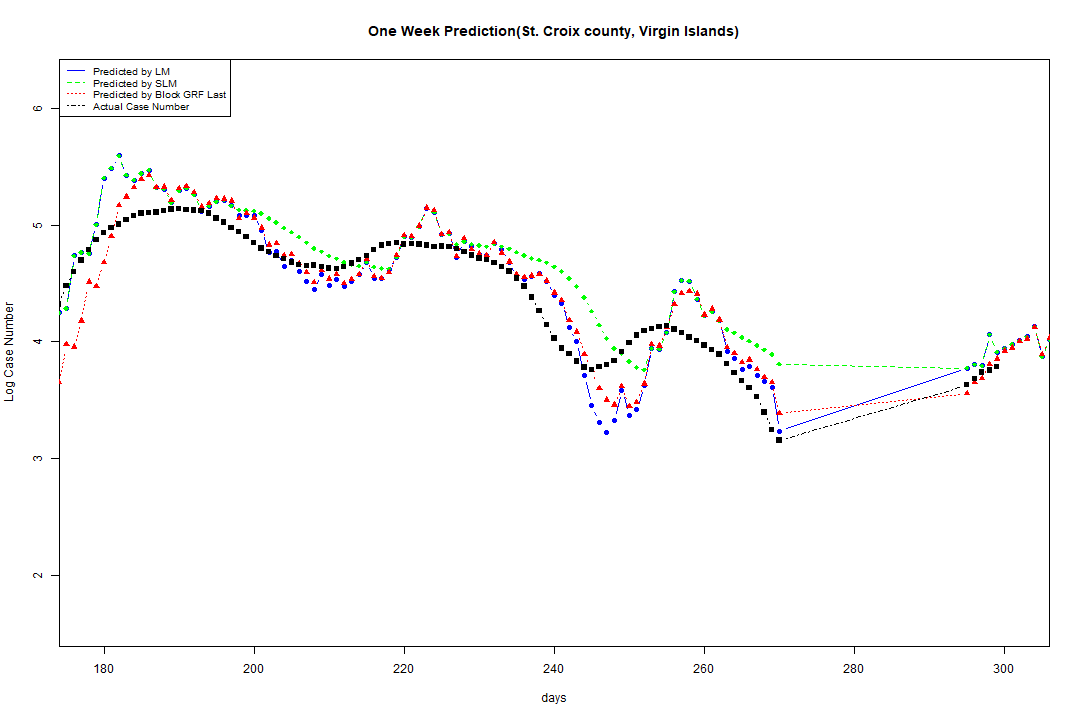 One Week Prediction(St. Croix county, Virgin Islands)
Predicted by LM
Predicted by SLM
Predicted by Block GRF Last
Actual Case Number
6
5
4
3
2
Log Case Number
180 200 220 240 260 280 300
days